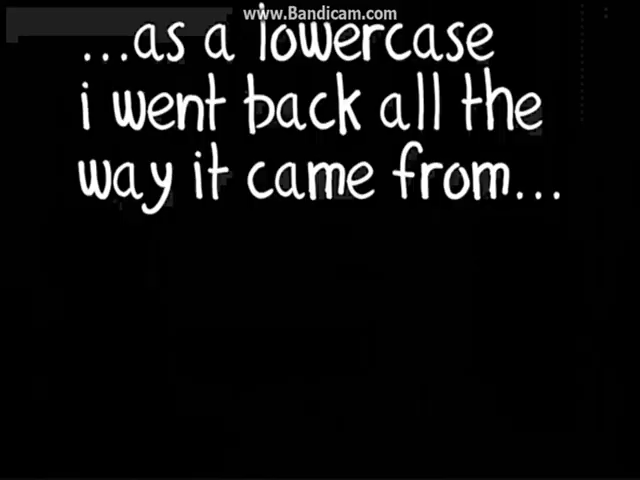 www.Bandicam.com
...as a lowercase
i went back all the
way it came from...